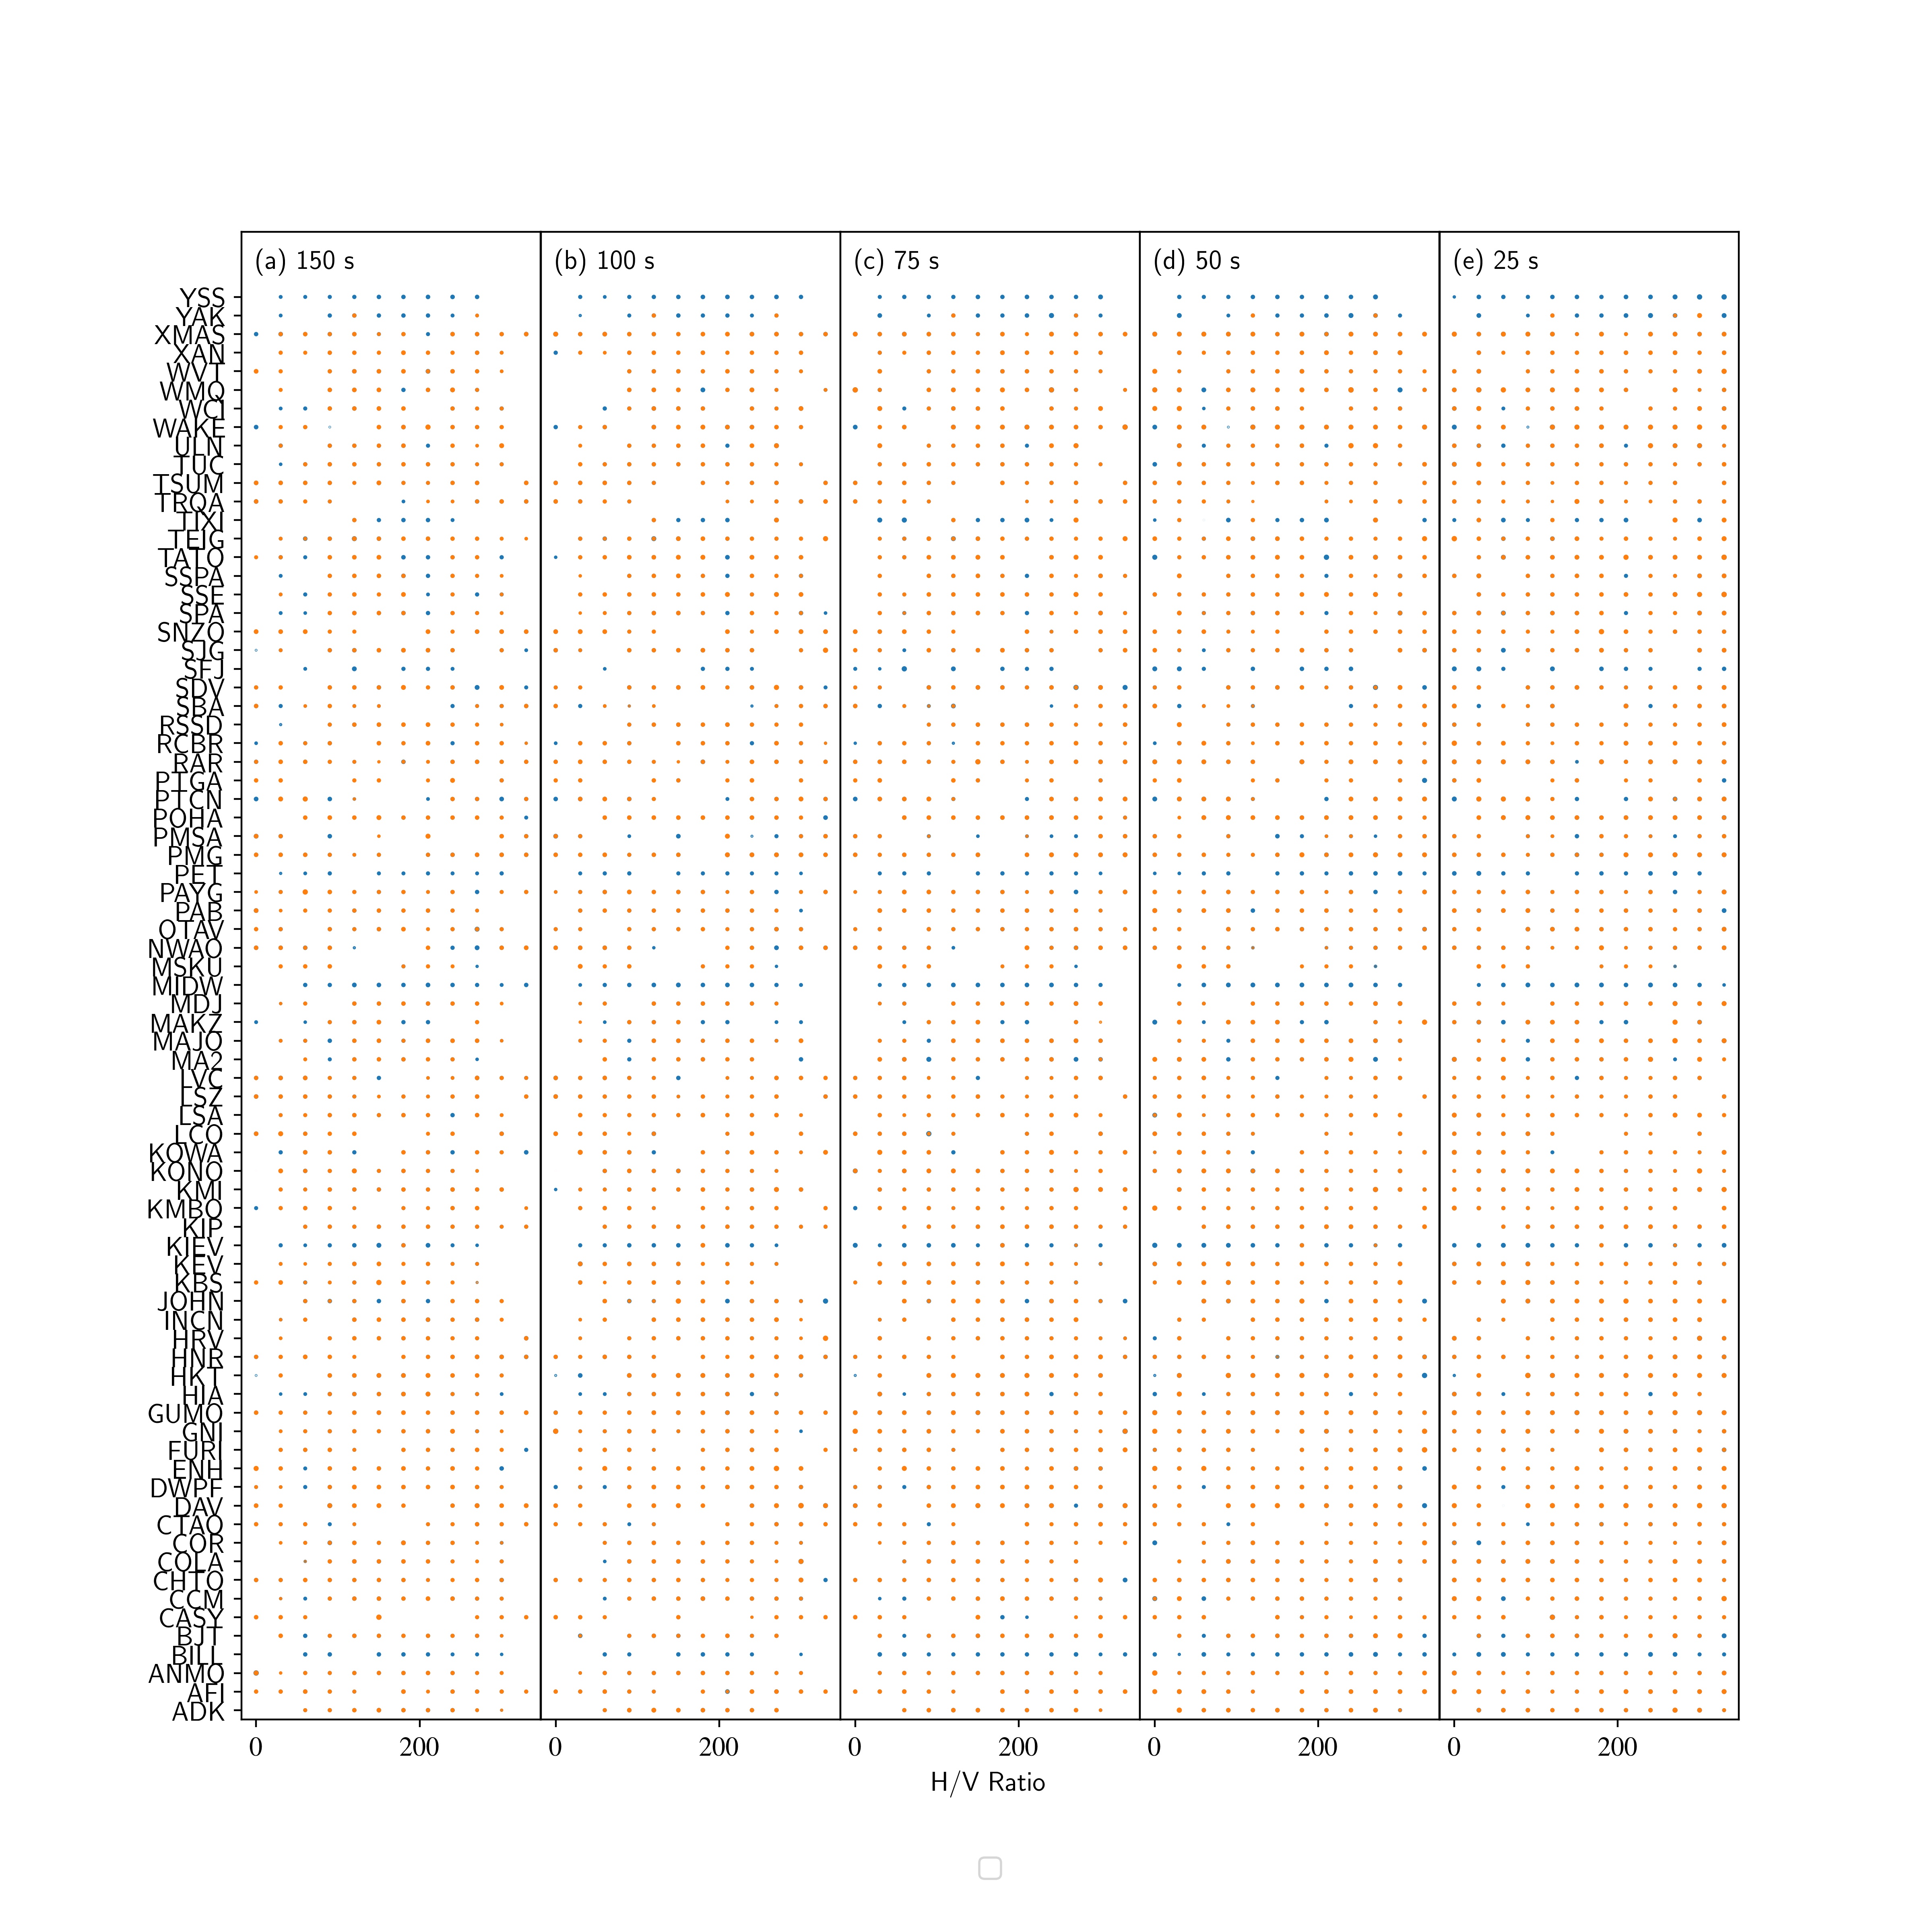 (a) 150 s
(b) 100 s
(c) 75 s
(d) 50 s
(e) 25 s
YSS
YAK
XMAS
XAN
WVT
WMQ
WCI
WAKE
ULN
TUC
TSUM
TRQA
TIXI
TEIG
TATO
SSPA
SSE
SPA
SNZO
SJG
SFJ
SDV
SBA
RSSD
RCBR
RAR
PTGA
PTCN
POHA
PMSA
PMG
PET
PAYG
PAB
OTAV
NWAO
MSKU
MIDW
MDJ
MAKZ
MAJO
MA2
LVC
LSZ
LSA
LCO
KOWA
KONO
KMI
KMBO
KIP
KIEV
KEV
KBS
JOHN
INCN
HRV
HNR
HKT
HIA
GUMO
GNI
FURI
ENH
DWPF
DAV
CTAO
COR
COLA
CHTO
CCM
CASY
BJT
BILL
ANMO
AFI
ADK
0 200 0 200 0 200 0 200 0 200
H/V Ratio